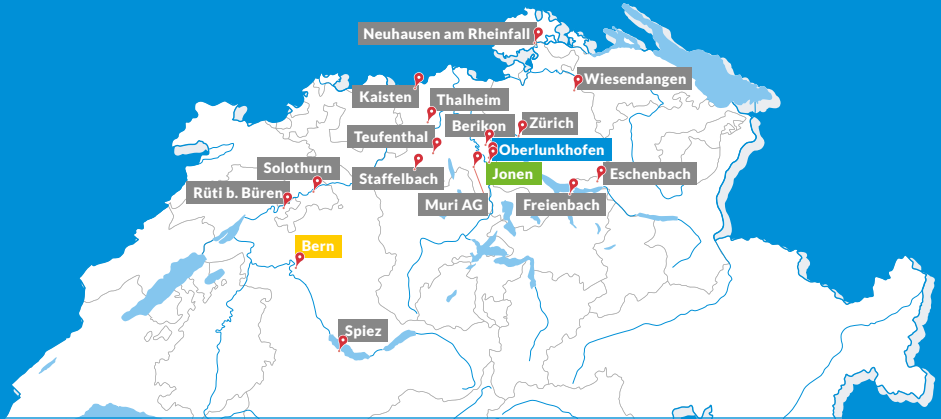 Neuhausen am Rheinfall
Wiesendangen
Kaisten
Thalheim
Berikon
Zürich
Teufenthal
Oberlunkhofen
Solothurn
Staffelbach
Jonen
Eschenbach
Rüti b. Büren
Muri AG
Freienbach
Bern
Spiez